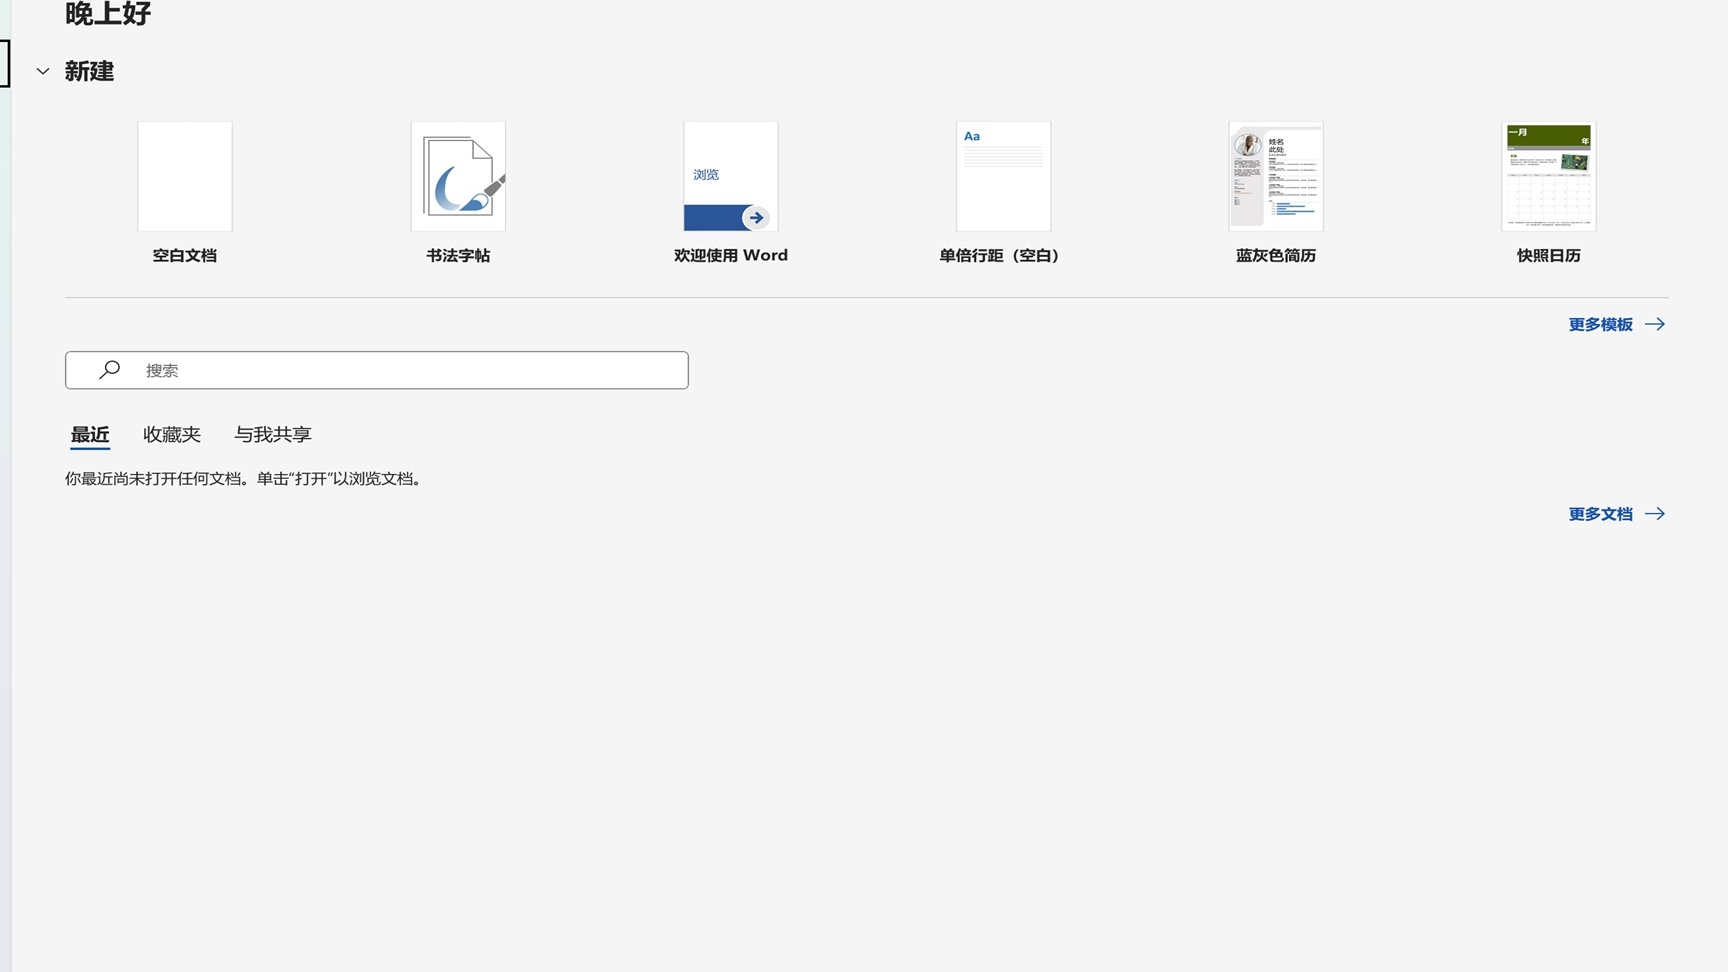 晚上好
新建
浏览
Aa
姓名
此处
一月
年
空白文档
书法字帖
欢迎使用 Word
单倍行距（空白）
蓝灰色简历
快照日历
更多模板
搜索
最近 收藏夹 与我共享
你最近尚未打开任何文档。单击“打开”以浏览文档。
更多文档